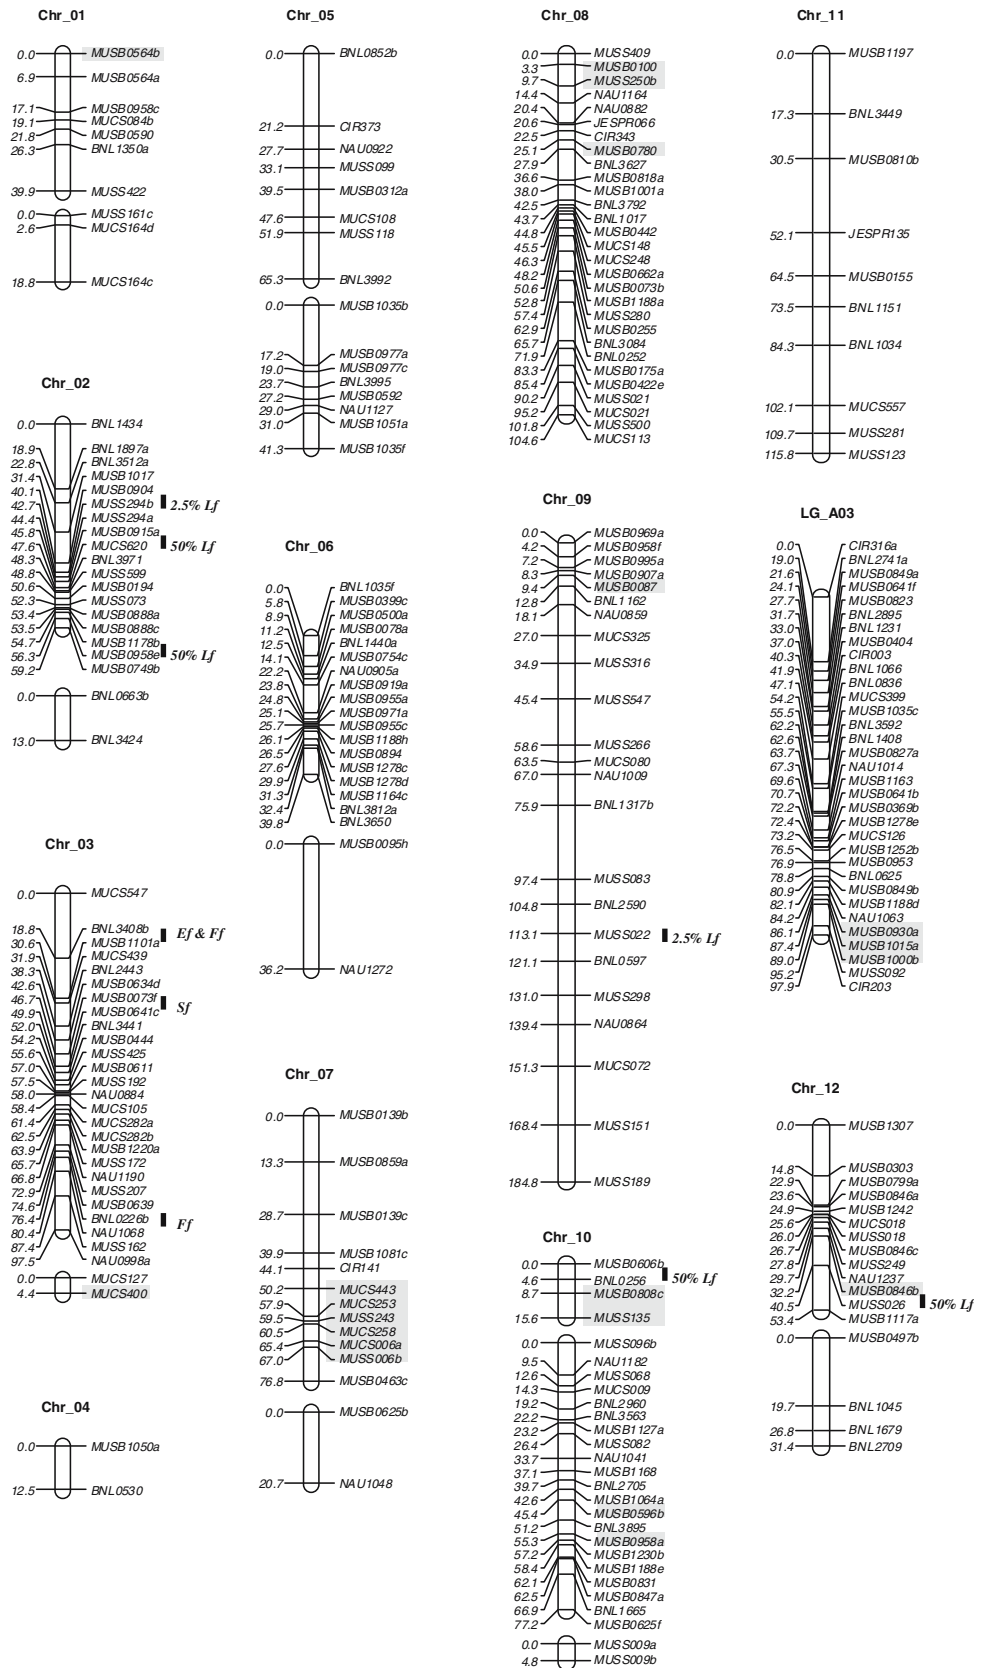 Chr_01
0.0 MUSB0564b
6.9 MUSB0564a
17.1 MUSB0958c
19.1 MUCS084b
21.8 MUSB0590
26.3 BNL1350a
39.9 MUSS422
0.0 MUSS161c
2.6 MUCS164d
18.8 MUCS164c
Chr_02
0.0 BNL1434
18.9 BNL1897a
22.8 BNL3512a
31.4 MUSB1017
40.1 MUSB0904
42.7 MUSS294b
2.5% Lf
44.4 MUSS294a
45.8 MUSB0915a
47.6 MUCS620
50% Lf
48.3 BNL3971
48.8 MUSS599
50.6 MUSB0194
52.3 MUSS073
53.4 MUSB0888a
53.5 MUSB0888c
54.7 MUSB1178b
56.3 MUSB0958e
50% Lf
59.2 MUSB0749b
0.0 BNL0663b
13.0 BNL3424
Chr_03
0.0 MUCS547
18.8 BNL3408b
Ef & Ff
30.6 MUSB1101a
31.9 MUCS439
38.3 BNL2443
42.6 MUSB0634d
46.7 MUSB0073f
Sf
49.9 MUSB0641c
52.0 BNL3441
54.2 MUSB0444
55.6 MUSS425
57.0 MUSB0611
57.5 MUSS192
58.0 NAU0884
58.4 MUCS105
61.4 MUCS282a
62.5 MUCS282b
63.9 MUSB1220a
65.7 MUSS172
66.8 NAU1190
72.9 MUSS207
74.6 MUSB0639
76.4 BNL0226b
Ff
80.4 NAU1068
87.4 MUSS162
97.5 NAU0998a
0.0 MUCS127
4.4 MUCS400
Chr_04
0.0 MUSB1050a
12.5 BNL0530
Chr_05
0.0 BNL0852b
21.2 CIR373
27.7 NAU0922
33.1 MUSS099
39.5 MUSB0312a
47.6 MUCS108
51.9 MUSS118
65.3 BNL3992
0.0 MUSB1035b
17.2 MUSB0977a
19.0 MUSB0977c
23.7 BNL3995
27.2 MUSB0592
29.0 NAU1127
31.0 MUSB1051a
41.3 MUSB1035f
Chr_06
0.0 BNL1035f
5.8 MUSB0399c
8.9 MUSB0500a
11.2 MUSB0078a
12.5 BNL1440a
14.1 MUSB0754c
22.2 NAU0905a
23.8 MUSB0919a
24.8 MUSB0955a
25.1 MUSB0971a
25.7 MUSB0955c
26.1 MUSB1188h
26.5 MUSB0894
27.6 MUSB1278c
29.9 MUSB1278d
31.3 MUSB1164c
32.4 BNL3812a
39.8 BNL3650
0.0 MUSB0095h
36.2 NAU1272
Chr_07
0.0 MUSB0139b
13.3 MUSB0859a
28.7 MUSB0139c
39.9 MUSB1081c
44.1 CIR141
50.2 MUCS443
57.9 MUCS253
59.5 MUSS243
60.5 MUCS258
65.4 MUCS006a
67.0 MUSS006b
76.8 MUSB0463c
0.0 MUSB0625b
20.7 NAU1048
Chr_08
0.0 MUSS409
3.3 MUSB0100
9.7 MUSS250b
14.4 NAU1164
20.4 NAU0882
20.6 JESPR066
22.5 CIR343
25.1 MUSB0780
27.9 BNL3627
36.6 MUSB0818a
38.0 MUSB1001a
42.5 BNL3792
43.7 BNL1017
44.8 MUSB0442
45.5 MUCS148
46.3 MUCS248
48.2 MUSB0662a
50.6 MUSB0073b
52.8 MUSB1188a
57.4 MUSS280
62.9 MUSB0255
65.7 BNL3084
71.9 BNL0252
83.3 MUSB0175a
85.4 MUSB0422e
90.2 MUSS021
95.2 MUCS021
101.8 MUSS500
104.6 MUCS113
Chr_09
0.0 MUSB0969a
4.2 MUSB0958f
7.2 MUSB0995a
8.3 MUSB0907a
9.4 MUSB0087
12.8 BNL1162
18.1 NAU0859
27.0 MUCS325
34.9 MUSS316
45.4 MUSS547
58.6 MUSS266
63.5 MUCS080
67.0 NAU1009
75.9 BNL1317b
97.4 MUSS083
104.8 BNL2590
113.1 MUSS022
2.5% Lf
121.1 BNL0597
131.0 MUSS298
139.4 NAU0864
151.3 MUCS072
168.4 MUSS151
184.8 MUSS189
Chr_10
0.0 MUSB0606b
50% Lf
4.6 BNL0256
8.7 MUSB0808c
15.6 MUSS135
0.0 MUSS096b
9.5 NAU1182
12.6 MUSS068
14.3 MUCS009
19.2 BNL2960
22.2 BNL3563
23.2 MUSB1127a
26.4 MUSS082
33.7 NAU1041
37.1 MUSB1168
39.7 BNL2705
42.6 MUSB1064a
45.4 MUSB0596b
51.2 BNL3895
55.3 MUSB0958a
57.2 MUSB1230b
58.4 MUSB1188e
62.1 MUSB0831
62.5 MUSB0847a
66.9 BNL1665
77.2 MUSB0625f
0.0 MUSS009a
4.8 MUSS009b
Chr_11
0.0 MUSB1197
17.3 BNL3449
30.5 MUSB0810b
52.1 JESPR135
64.5 MUSB0155
73.5 BNL1151
84.3 BNL1034
102.1 MUCS557
109.7 MUSS281
115.8 MUSS123
LG_A03
0.0 CIR316a
19.0 BNL2741a
21.6 MUSB0849a
24.1 MUSB0641f
27.7 MUSB0823
31.7 BNL2895
33.0 BNL1231
37.0 MUSB0404
40.3 CIR003
41.9 BNL1066
47.1 BNL0836
54.2 MUCS399
55.5 MUSB1035c
62.2 BNL3592
62.6 BNL1408
63.7 MUSB0827a
67.3 NAU1014
69.6 MUSB1163
70.7 MUSB0641b
72.2 MUSB0369b
72.4 MUSB1278e
73.2 MUCS126
76.5 MUSB1252b
76.9 MUSB0953
78.8 BNL0625
80.9 MUSB0849b
82.1 MUSB1188d
84.2 NAU1063
86.1 MUSB0930a
87.4 MUSB1015a
89.0 MUSB1000b
95.2 MUSS092
97.9 CIR203
Chr_12
0.0 MUSB1307
14.8 MUSB0303
22.9 MUSB0799a
23.6 MUSB0846a
24.9 MUSB1242
25.6 MUCS018
26.0 MUSS018
26.7 MUSB0846c
27.8 MUSS249
29.7 NAU1237
32.2 MUSB0846b
40.5 MUSS026
50% Lf
53.4 MUSB1117a
0.0 MUSB0497b
19.7 BNL1045
26.8 BNL1679
31.4 BNL2709